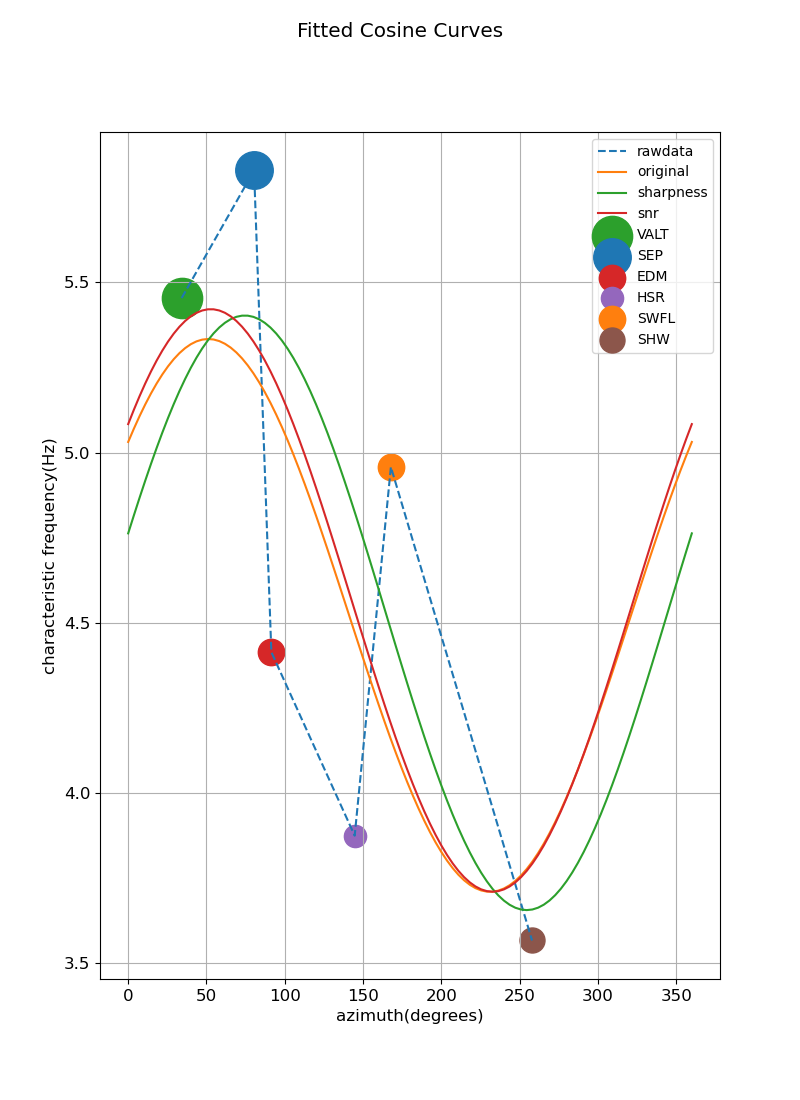 Fitted Cosine Curves
rawdata
original
sharpness
snr
VALT
SEP
EDM
HSR
SWFL
SHW
characteristic frequency(Hz)
5.5
5.0
4.5
4.0
3.5
0 50 100 150 200 250 300 350
azimuth(degrees)